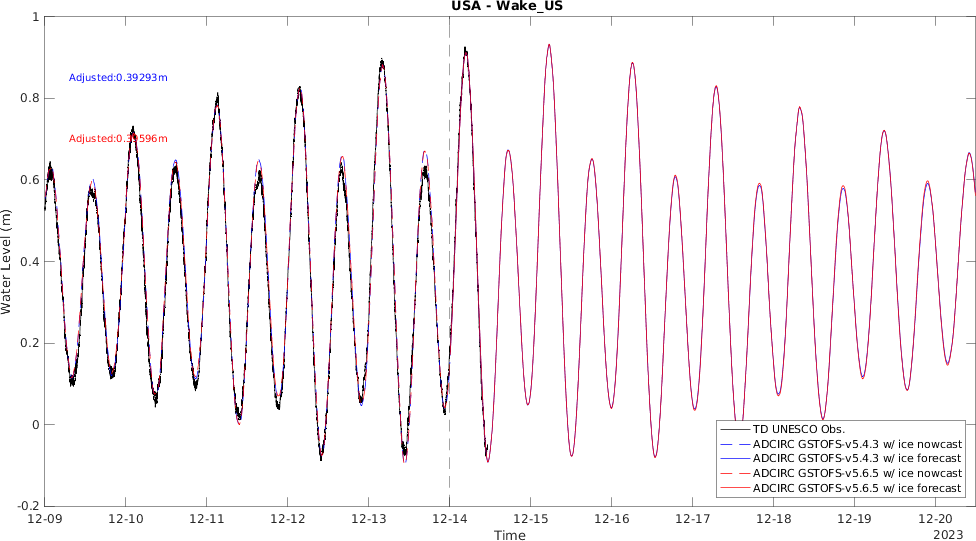 USA - Wake_US
1
0.8
0.6
0.4
0.2
0
-0.2
Water Level (m)
Adjusted:0.39293m
Adjusted:0.39596m
TD UNESCO Obs.
ADCIRC GSTOFS-v5.4.3 w/ ice nowcast
ADCIRC GSTOFS-v5.4.3 w/ ice forecast
ADCIRC GSTOFS-v5.6.5 w/ ice nowcast
ADCIRC GSTOFS-v5.6.5 w/ ice forecast
12-09 12-10 12-11 12-12 12-13 12-14 12-15 12-16 12-17 12-18 12-19 12-20
Time
2023